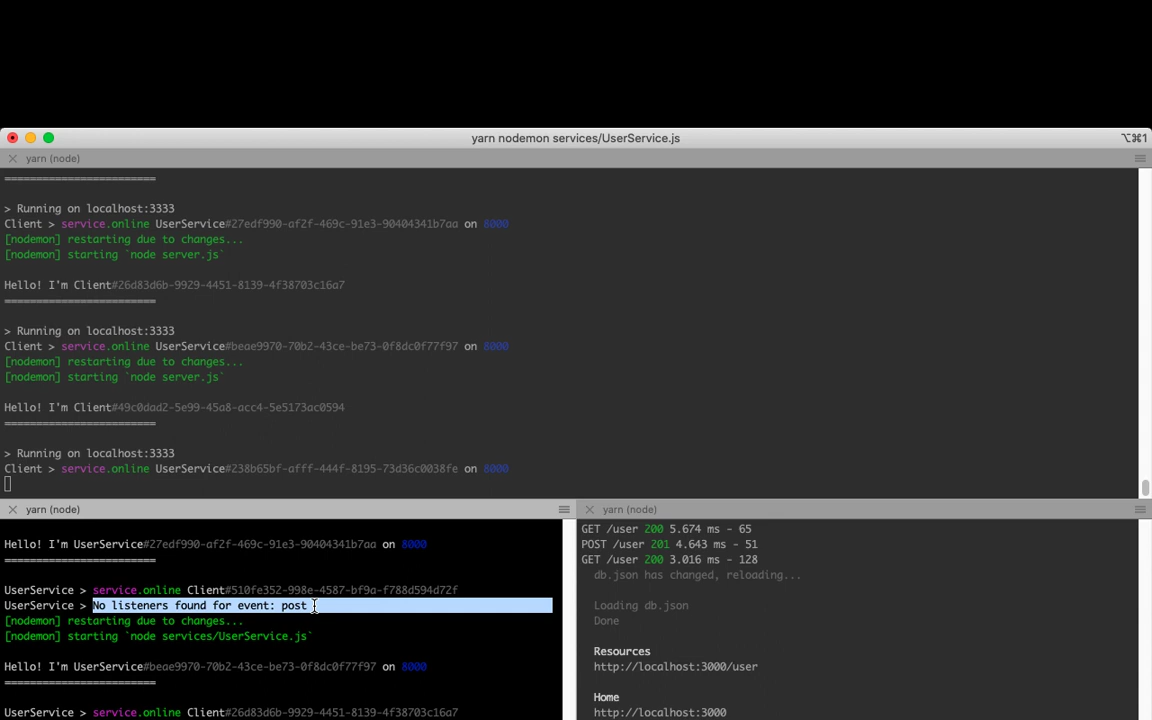 yarn nodemon services/UserService.js
⌥⌘1
yarn (node)
=========================
> Running on localhost:3333
Client > service.online UserService#27edf990-af2f-469c-91e3-90404341b7aa on 8000
[nodemon] restarting due to changes...
[nodemon] starting `node server.js`
Hello! I'm Client#26d83d6b-9929-4451-8139-4f38703c16a7
=========================
> Running on localhost:3333
Client > service.online UserService#beae9970-70b2-43ce-be73-0f8dc0f77f97 on 8000
[nodemon] restarting due to changes...
[nodemon] starting `node server.js`
Hello! I'm Client#49c0dad2-5e99-45a8-acc4-5e5173ac0594
=========================
> Running on localhost:3333
Client > service.online UserService#238b65bf-afff-444f-8195-73d36c0038fe on 8000
yarn (node)
Hello! I'm UserService#27edf990-af2f-469c-91e3-90404341b7aa on 8000
=========================
UserService > service.online Client#510fe352-998e-4587-bf9a-f788d594d72f
UserService > No listeners found for event: post
[nodemon] restarting due to changes...
[nodemon] starting `node services/UserService.js`
Hello! I'm UserService#beae9970-70b2-43ce-be73-0f8dc0f77f97 on 8000
=========================
UserService > service.online Client#26d83d6b-9929-4451-8139-4f38703c16a7
yarn (node)
GET /user 200 5.674 ms - 65
POST /user 201 4.643 ms - 51
GET /user 200 3.016 ms - 128
db.json has changed, reloading...
Loading db.json
Done
Resources
http://localhost:3000/user
Home
http://localhost:3000